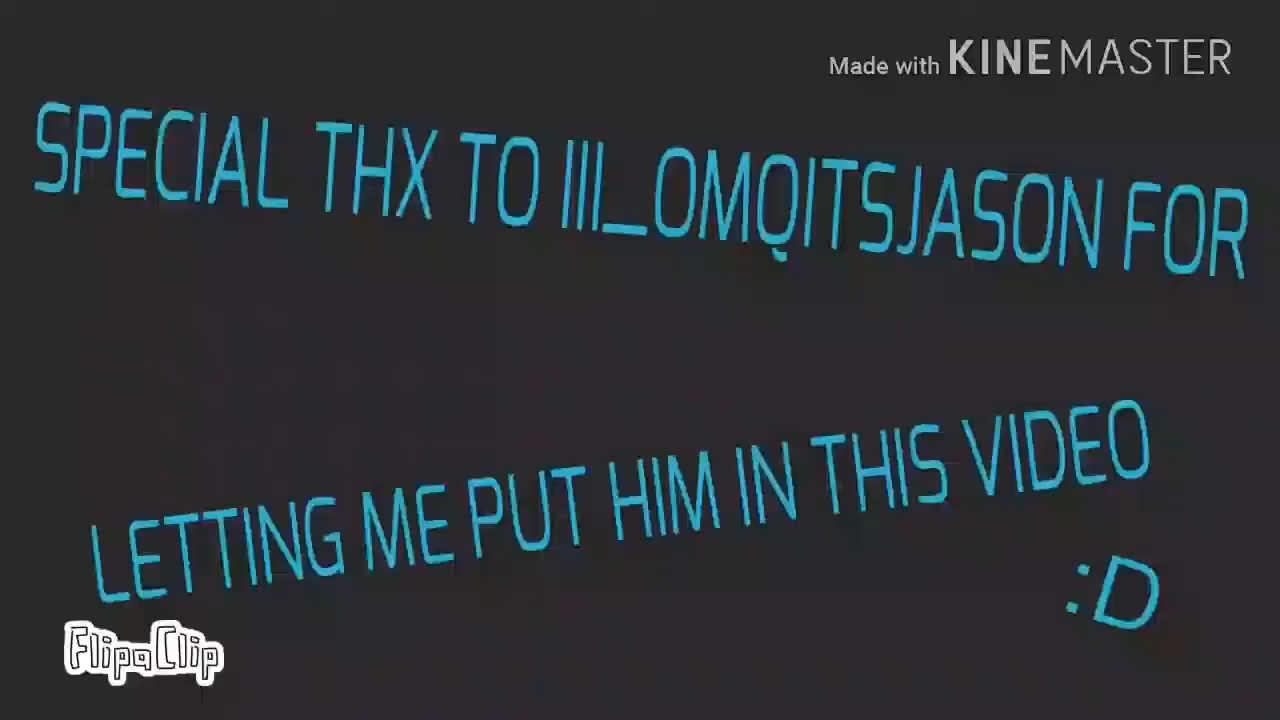 Made with KINEMASTER
SPECIAL THX TO III_OMQITSJASON FOR
LETTING ME PUT HIM IN THIS VIDEO
:D
FlipaClip